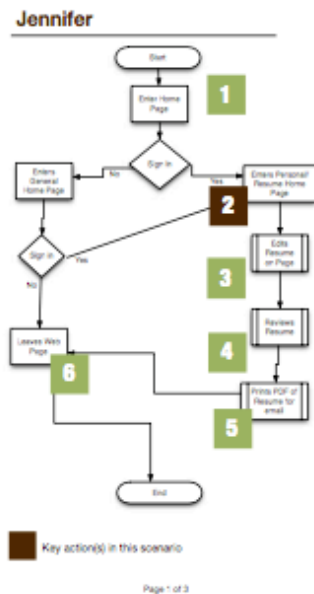 Jennifer
Start
Enter Home
Page
1
Sign in
No
Yes
Enters
General
Home Page
Enters Personal/
Resume Home
Page
2
Sign in
Yes
No
Edits
Resume
on Page
3
Reviews
Resume
4
Leaves Web
Page
6
Prints PDF of
Resume for
email
5
End
Key action(s) in this scenario
Page 1 of 3